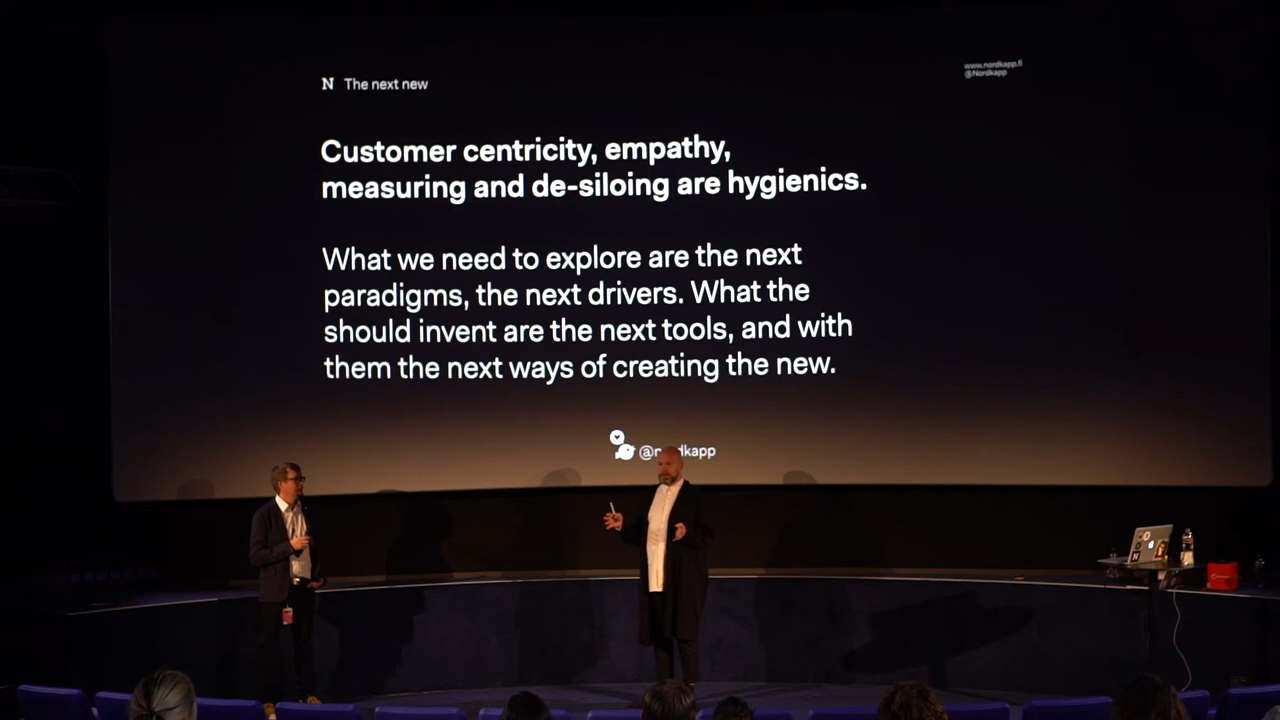 N The next new
www.nordkapp.fi
@Nordkapp
Customer centricity, empathy,
measuring and de-siloing are hygienics.
What we need to explore are the next
paradigms, the next drivers. What the
should invent are the next tools, and with
them the next ways of creating the new.